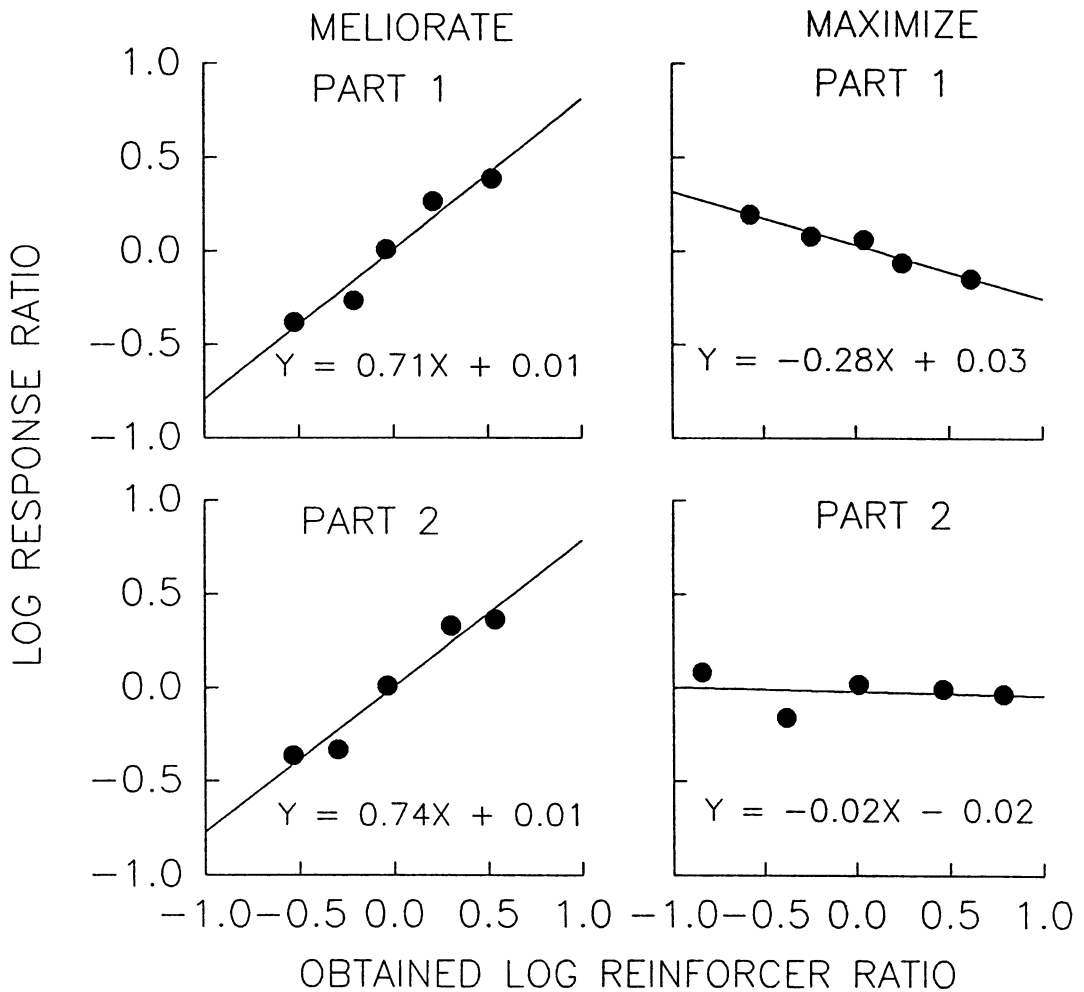 MELIORATE
MAXIMIZE
PART 1
PART 1
1.0
0.5
0.0
−0.5
−1.0
Y = 0.71X + 0.01
Y = −0.28X + 0.03
LOG RESPONSE RATIO
PART 2
PART 2
1.0
0.5
0.0
−0.5
−1.0
Y = 0.74X + 0.01
Y = −0.02X − 0.02
−1.0 −0.5 0.0 0.5 1.0 −1.0 −0.5 0.0 0.5 1.0
OBTAINED LOG REINFORCER RATIO